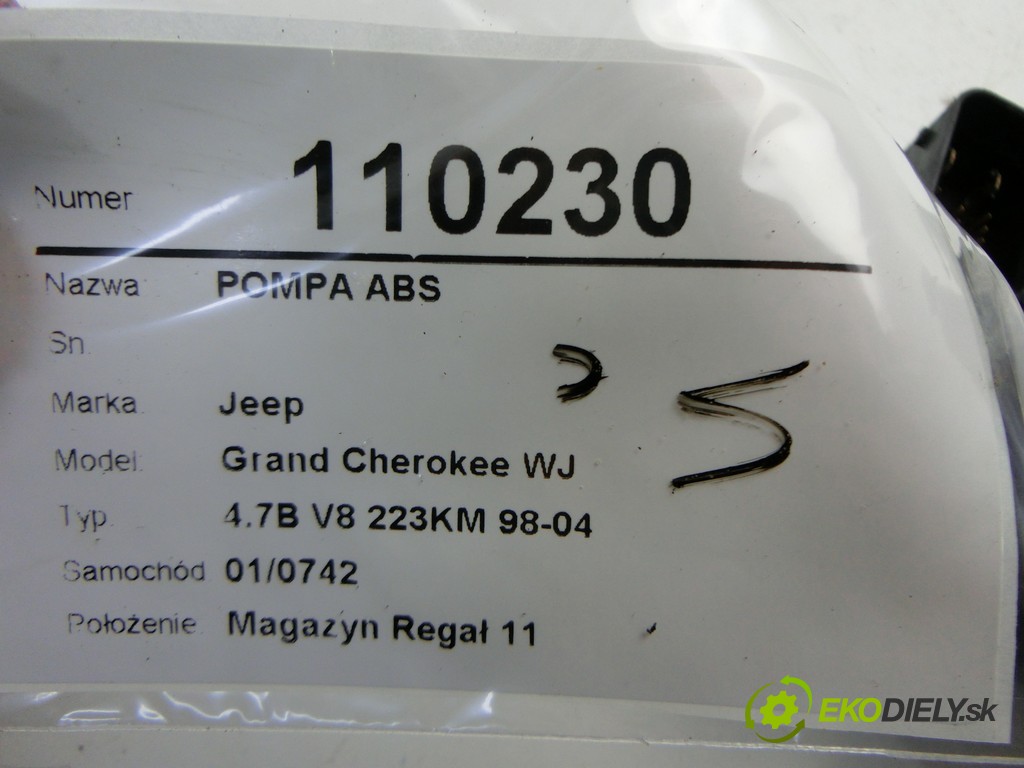 Numer 110230
Nazwa POMPA ABS
Sn.
Marka Jeep
Model Grand Cherokee WJ
Typ 4.7B V8 223KM 98-04
Samochód 01/0742
Położenie Magazyn Regał 11
EKODIELY.sk